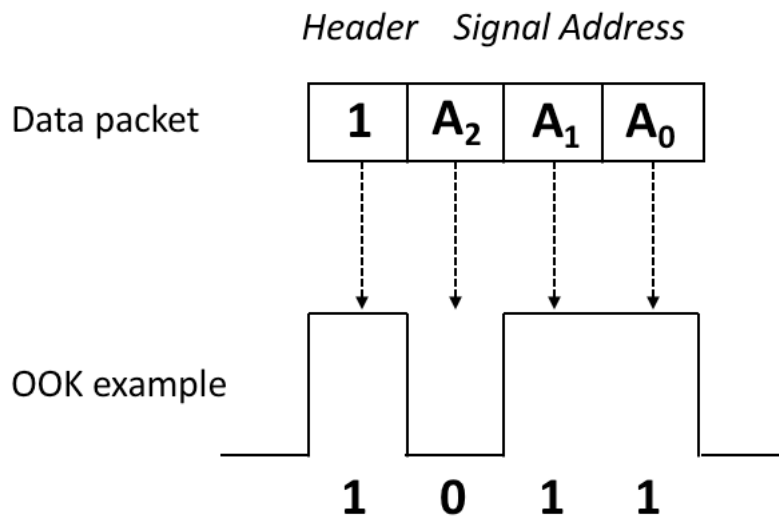 Header Signal Address
Data packet 1 A₂ A₁ A₀
OOK example
1 0 1 1